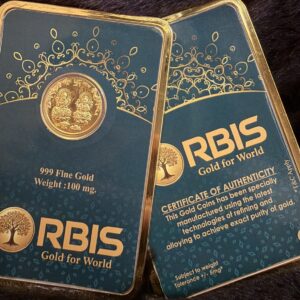 999 Fine Gold
Weight :100 mg.
RBIS
Gold for World
RBIS
Gold for World
CERTIFICATE OF AUTHENTICITY
This Gold Coins has been specially
manufactured using the latest
technologies of refining and
alloying to achieve exact purity of gold.
Subject to weight
Tolerance +/- 6mg*